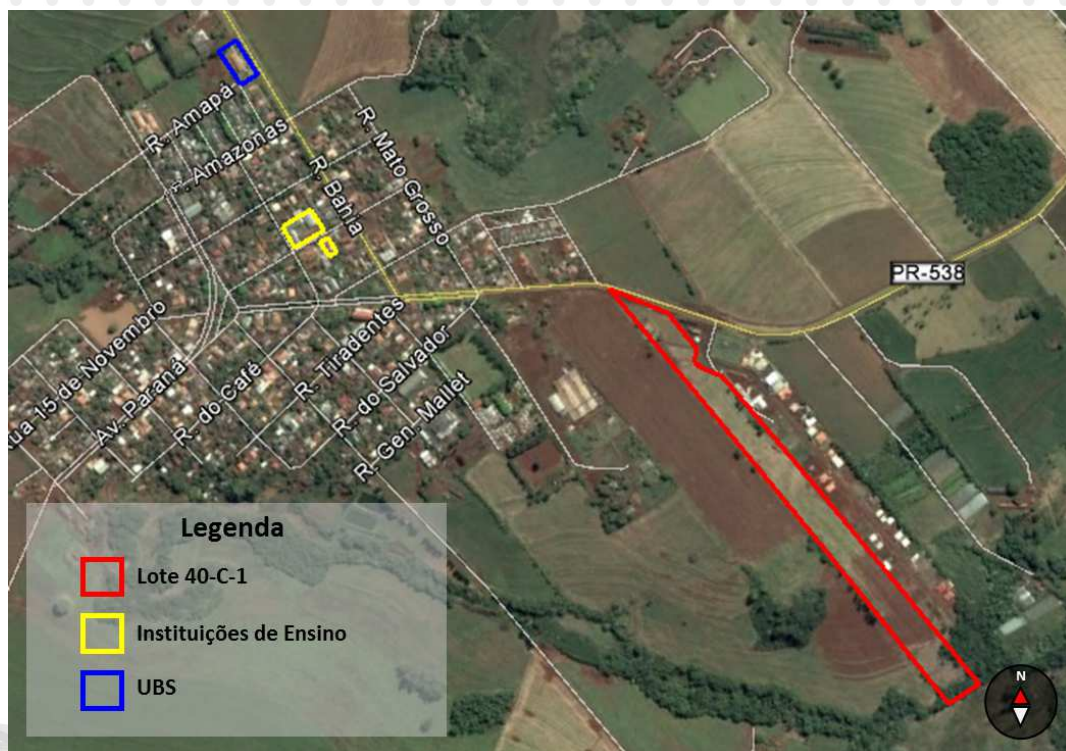 R. Amapá
R. Amazonas
R. Mato Grosso
R. Bahia
PR-538
Rua 15 de Novembro
Av. Paraná
R. do Café
R. Tiradentes
R. do Salvador
R. Gen. Mallet
Legenda
Lote 40-C-1
Instituições de Ensino
UBS
N